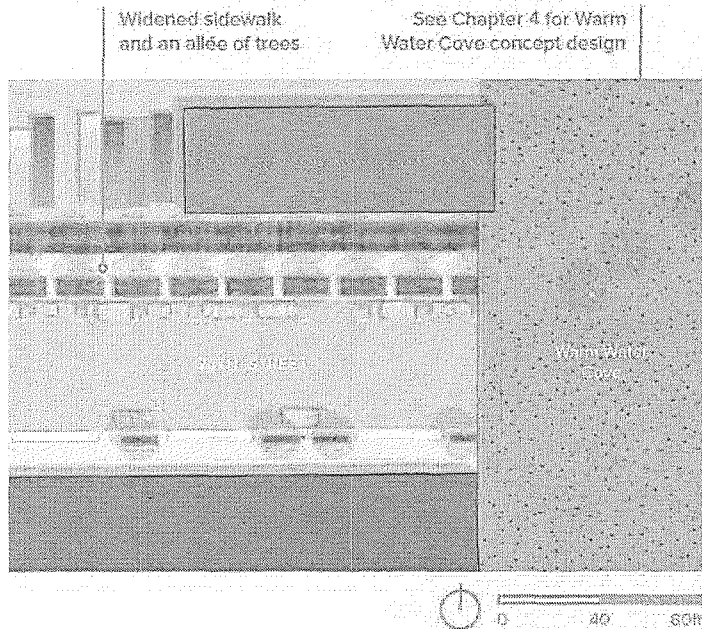 Widened sidewalk
and an allée of trees
See Chapter 4 for Warm
Water Cove concept design
Warm Water
Cove
0 40 80ft